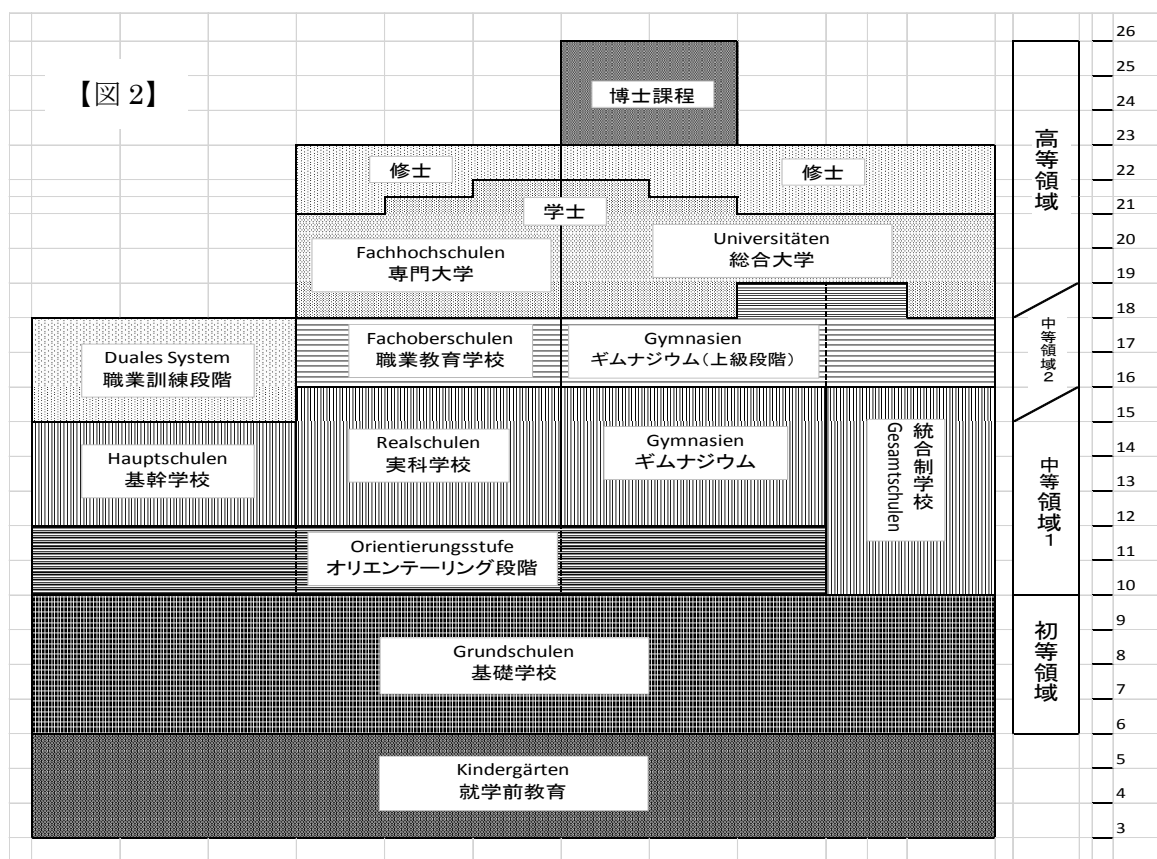 【図 2】
博士課程
修士
修士
学士
Fachhochschulen
専門大学
Universitäten
総合大学
Duales System
職業訓練段階
Fachoberschulen
職業教育学校
Gymnasien
ギムナジウム(上級段階)
Hauptschulen
基幹学校
Realschulen
実科学校
Gymnasien
ギムナジウム
統合制学校
Gesamtschulen
Orientierungsstufe
オリエンテーリング段階
Grundschulen
基礎学校
Kindergärten
就学前教育
高等領域
中等領域2
中等領域1
初等領域
26
25
24
23
22
21
20
19
18
17
16
15
14
13
12
11
10
9
8
7
6
5
4
3